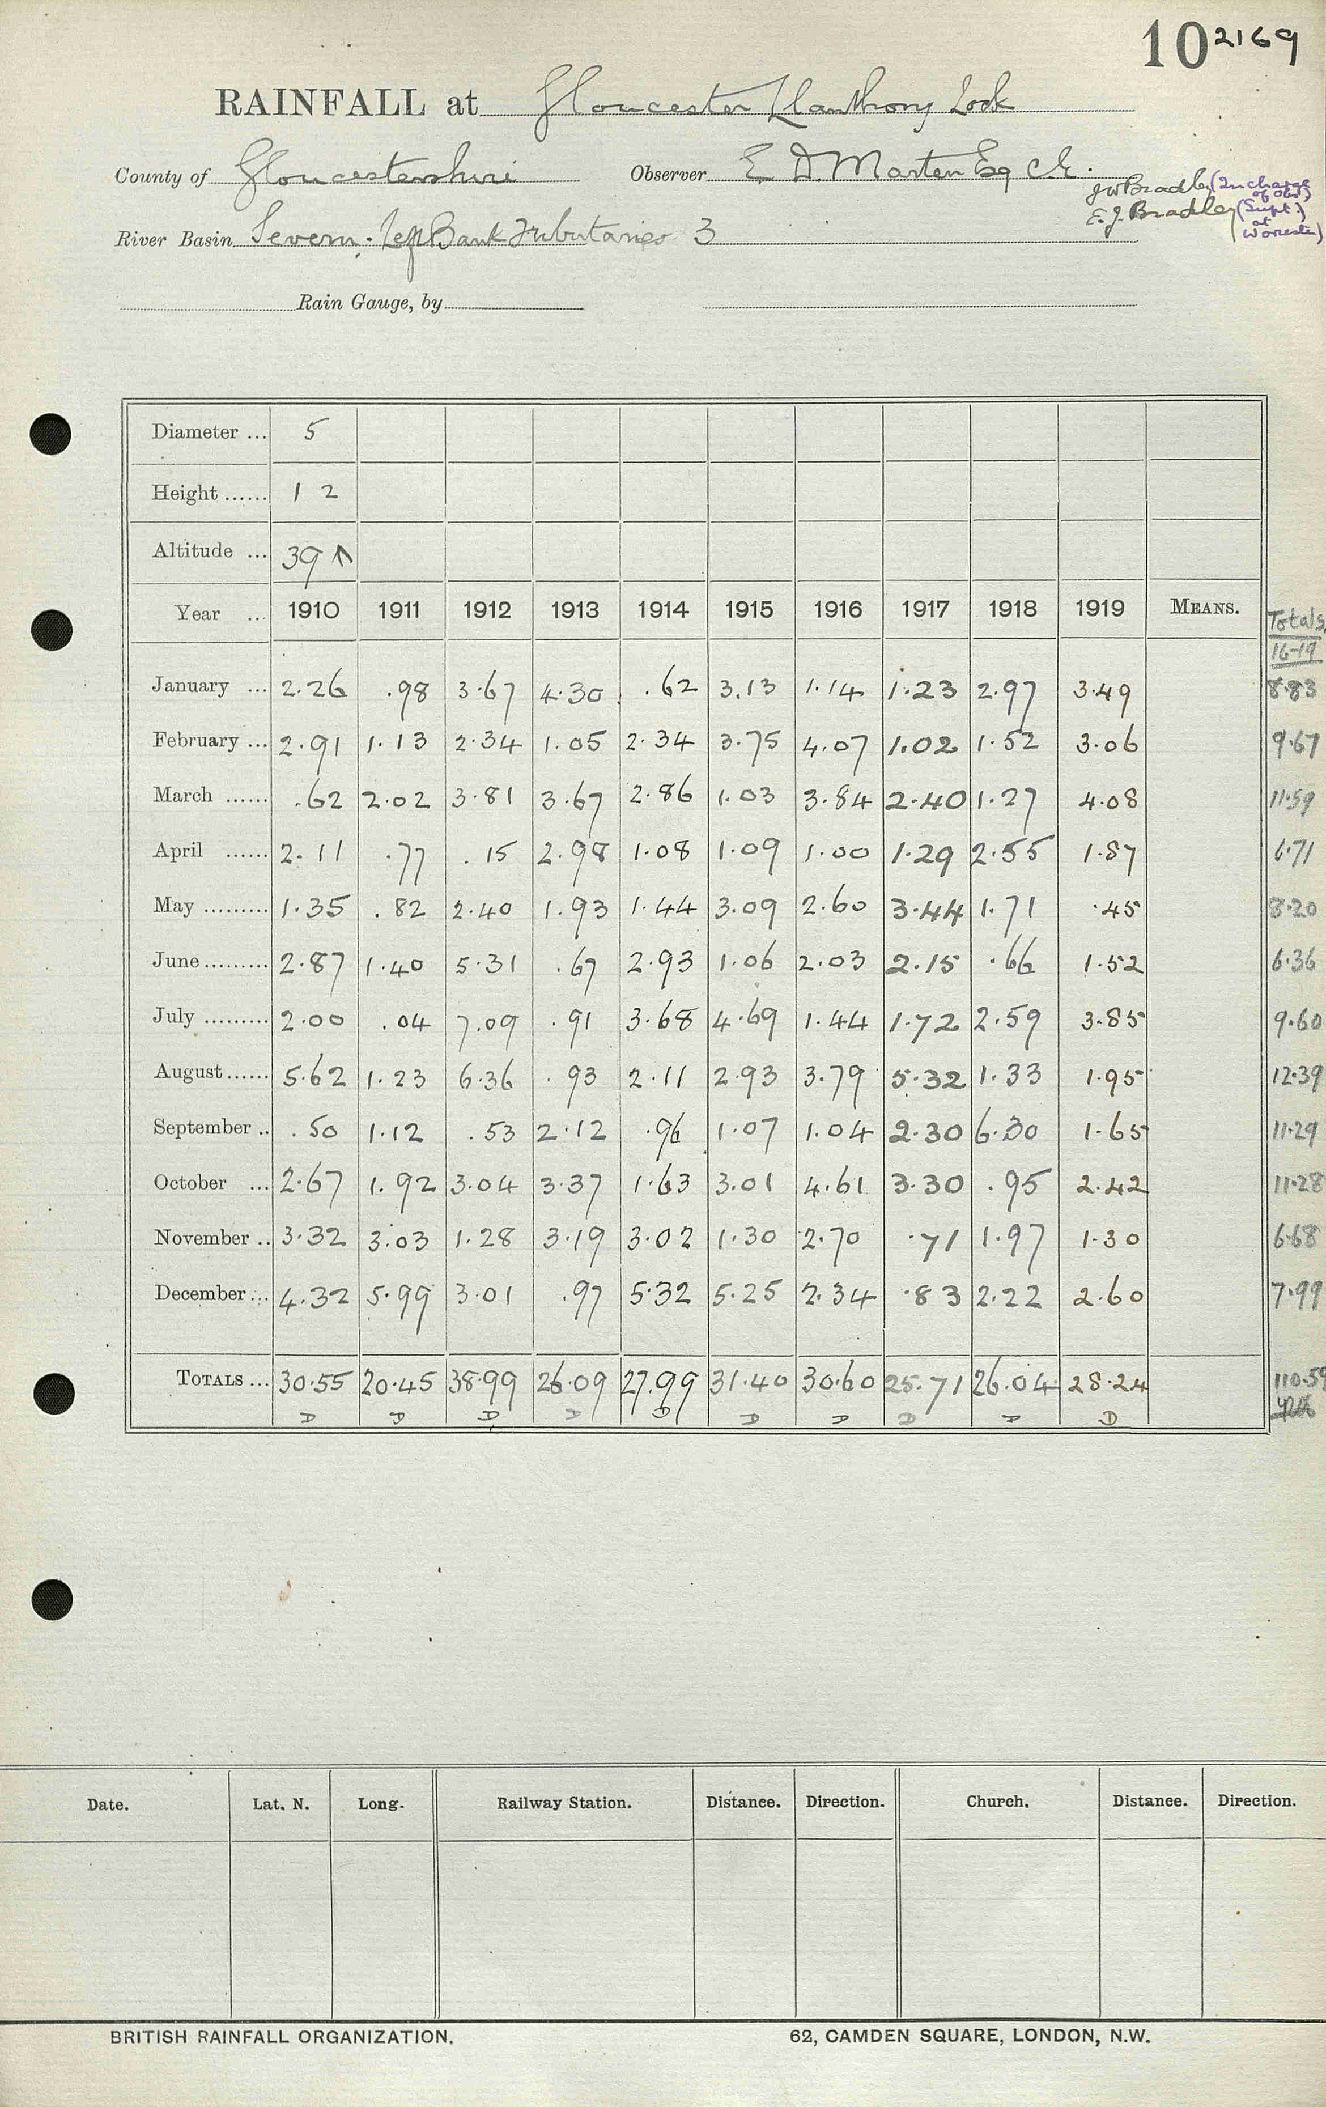 10 2169
RAINFALL at Gloucester Llanthony Lock
County of Gloucestershire Observer E D Marten Esq C.E.
J W Bradley (In charge of obs)
E. J Bradley (Supt. at Worcester)
River Basin Severn. Left Bank Tributaries 3
Rain Gauge, by
Diameter ... 5
Height ...... 12
Altitude ... 39 ↑
Year ... 1910 1911 1912 1913 1914 1915 1916 1917 1918 1919 MEANS. Totals 16-19
January ... 2.26 .98 3.67 4.30 .62 3.13 1.14 1.23 2.97 3.49 8.83
February ... 2.91 1.13 2.34 1.05 2.34 3.75 4.07 1.02 1.52 3.06 9.67
March ...... .62 2.02 3.81 3.67 2.86 1.03 3.84 2.40 1.27 4.08 11.59
April ...... 2.11 .77 .15 2.98 1.08 1.09 1.00 1.29 2.55 1.87 6.71
May ......... 1.35 .82 2.40 1.93 1.44 3.09 2.60 3.44 1.71 .45 8.20
June ......... 2.87 1.40 5.31 .67 2.93 1.06 2.03 2.15 .66 1.52 6.36
July ......... 2.00 .04 7.09 .91 3.68 4.69 1.44 1.72 2.59 3.85 9.60
August ...... 5.62 1.23 6.36 .93 2.11 2.93 3.79 5.32 1.33 1.95 12.39
September .. .50 1.12 .53 2.12 .96 1.07 1.04 2.30 6.30 1.65 11.29
October ... 2.67 1.92 3.04 3.37 1.63 3.01 4.61 3.30 .95 2.42 11.28
November .. 3.32 3.03 1.28 3.19 3.02 1.30 2.70 .71 1.97 1.30 6.68
December ... 4.32 5.99 3.01 .97 5.32 5.25 2.34 .83 2.22 2.60 7.99
TOTALS ... 30.55 20.45 38.99 26.09 27.99 31.40 30.60 25.71 26.04 28.24 110.59
D D D D D D D D D D
Date. Lat. N. Long. Railway Station. Distance. Direction. Church. Distance. Direction.
BRITISH RAINFALL ORGANIZATION. 62, CAMDEN SQUARE, LONDON, N.W.